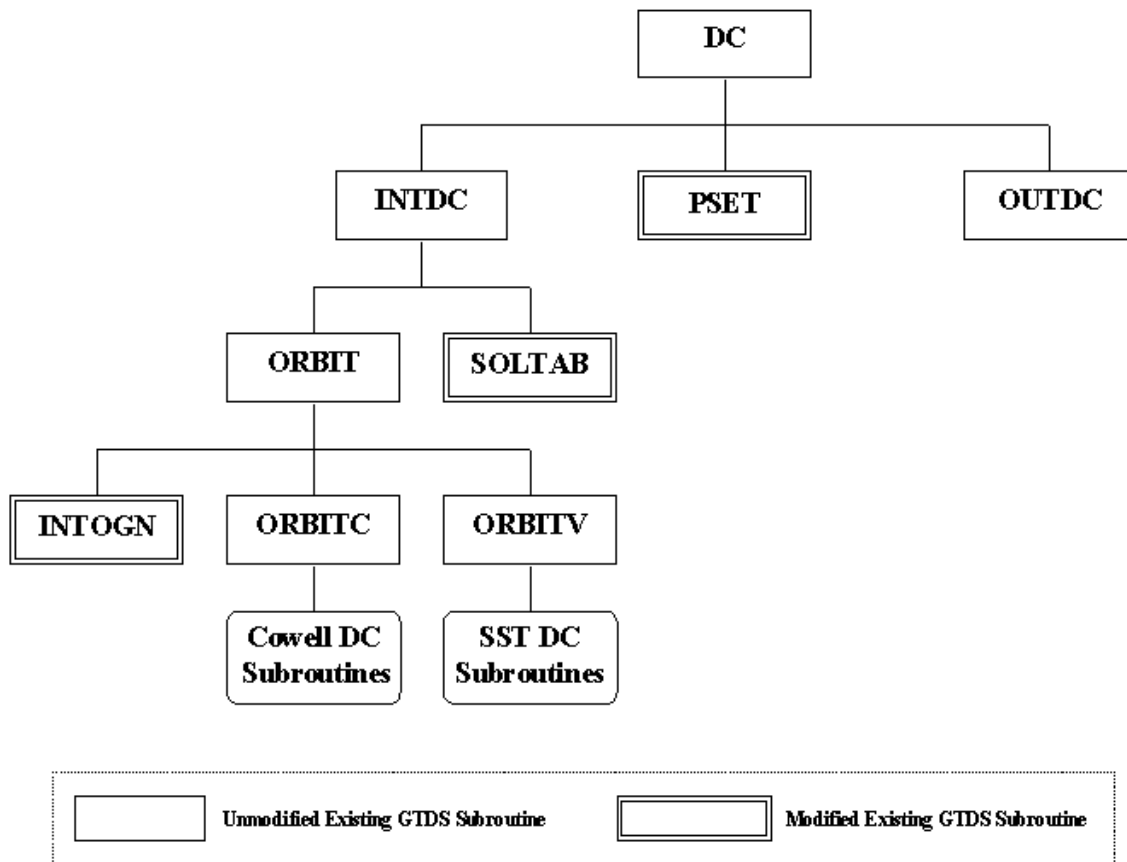 DC
INTDC
PSET
OUTDC
ORBIT
SOLTAB
INTOGN
ORBITC
ORBITV
Cowell DC
Subroutines
SST DC
Subroutines
Unmodified Existing GTDS Subroutine
Modified Existing GTDS Subroutine